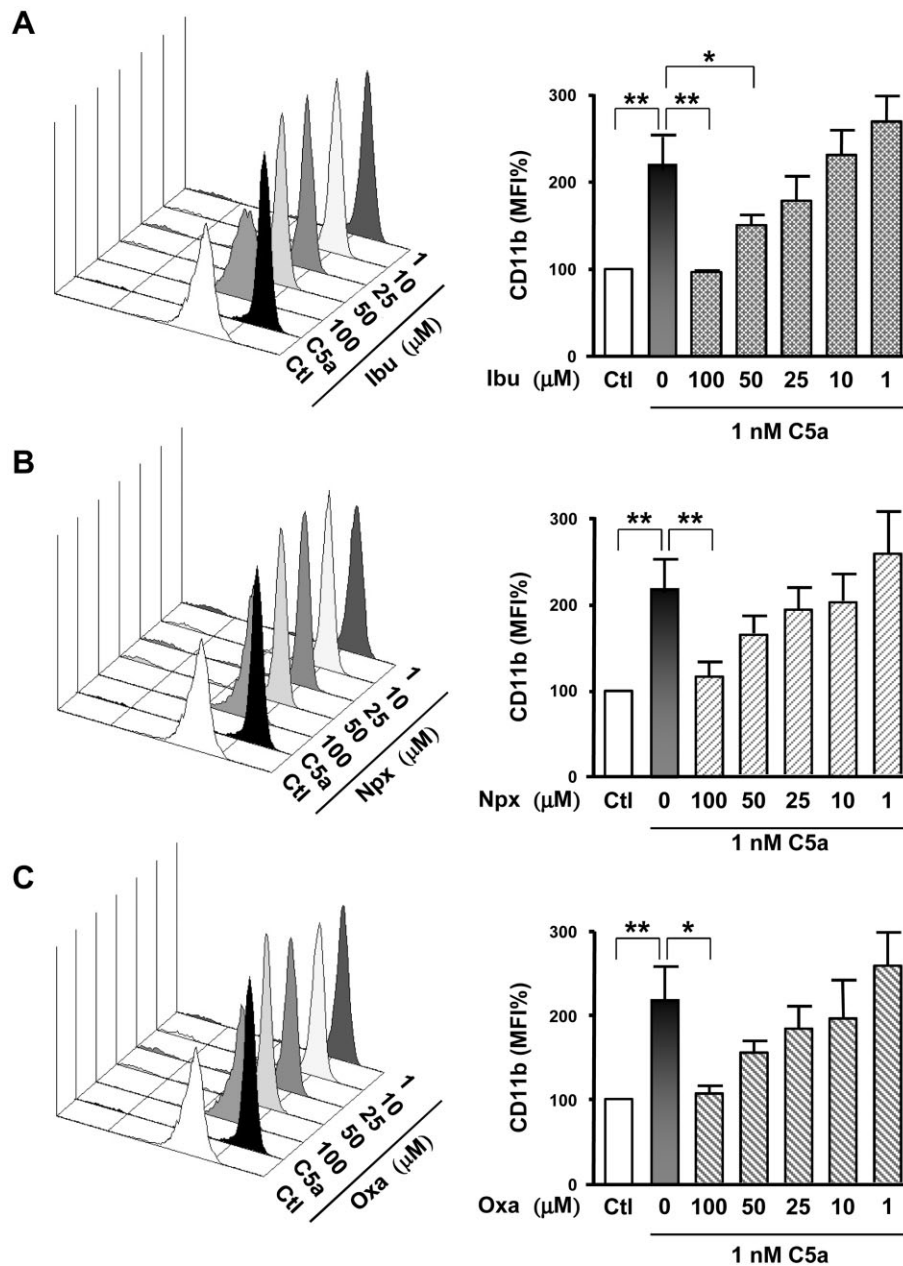 A
Ctl C5a 100 50 25 10 1
Ibu (μM)
CD11b (MFI%)
300
200
100
0
** ** *
Ibu (μM) Ctl 0 100 50 25 10 1
1 nM C5a
B
Ctl C5a 100 50 25 10 1
Npx (μM)
CD11b (MFI%)
300
200
100
0
** **
Npx (μM) Ctl 0 100 50 25 10 1
1 nM C5a
C
Ctl C5a 100 50 25 10 1
Oxa (μM)
CD11b (MFI%)
300
200
100
0
** *
Oxa (μM) Ctl 0 100 50 25 10 1
1 nM C5a